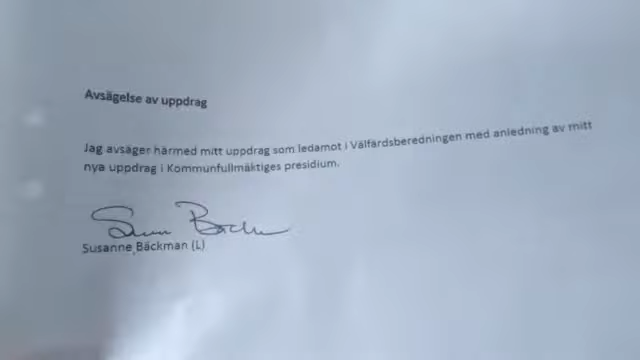 Avsägelse av uppdrag
Jag avsäger härmed mitt uppdrag som ledamot i Välfärdsberedningen med anledning av mitt
nya uppdrag i Kommunfullmäktiges presidium.
Susanne Bäckman (L)